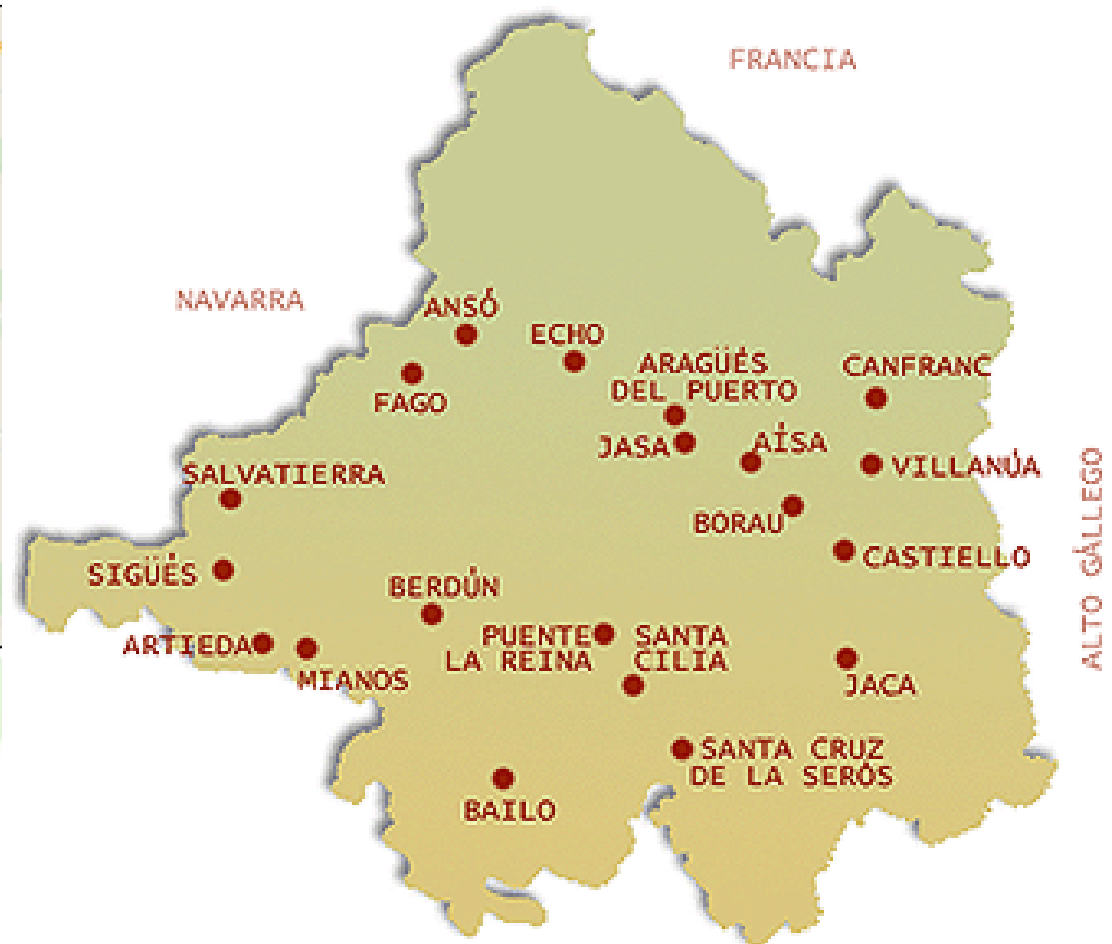 FRANCIA
NAVARRA
ANSÓ
ECHO
ARAGÜÉS
DEL PUERTO
CANFRANC
FAGO
JASA
AÍSA
VILLANÚA
SALVATIERRA
BORAU
CASTIELLO
ALTO GÁLLEGO
SIGÜÉS
BERDÚN
PUENTE
LA REINA
SANTA
CILIA
ARTIEDA
MIANOS
JACA
SANTA CRUZ
DE LA SERÓS
BAILO